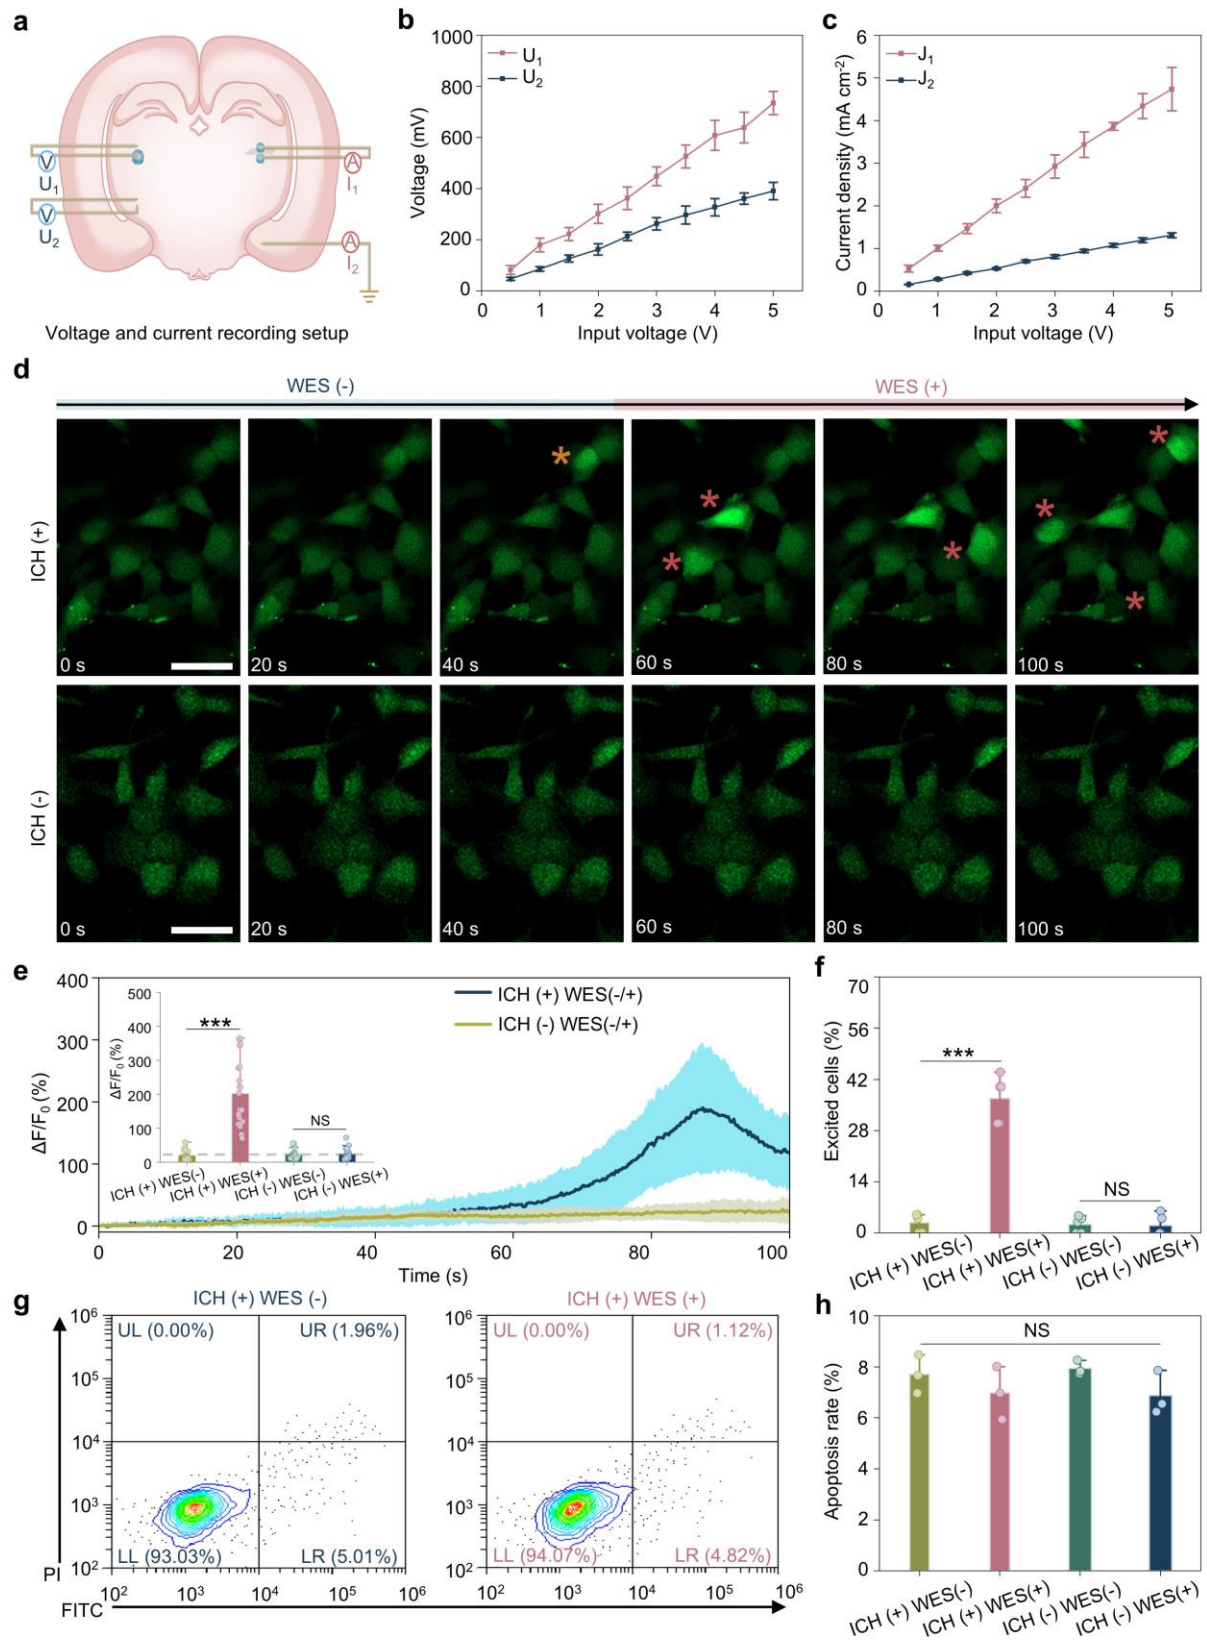 a
V
U1
V
U2
A
I1
A
I2
Voltage and current recording setup
b
1000
800
600
400
200
0
Voltage (mV)
U1
U2
0
1
2
3
4
5
Input voltage (V)
c
6
5
4
3
2
1
0
Current density (mA cm-2)
J1
J2
0
1
2
3
4
5
Input voltage (V)
d
WES (-)
WES (+)
ICH (+)
*
*
*
*
*
*
*
0 s
20 s
40 s
60 s
80 s
100 s
ICH (-)
0 s
20 s
40 s
60 s
80 s
100 s
e
400
300
200
100
0
ΔF/F0 (%)
500
400
300
200
100
0
ΔF/F0 (%)
***
NS
ICH (+) WES(-)
ICH (+) WES(+)
ICH (-) WES(-)
ICH (-) WES(+)
ICH (+) WES(-/+)
ICH (-) WES(-/+)
0
20
40
60
80
100
Time (s)
f
70
56
42
28
14
0
Excited cells (%)
***
NS
ICH (+) WES(-)
ICH (+) WES(+)
ICH (-) WES(-)
ICH (-) WES(+)
g
ICH (+) WES (-)
10^6
10^5
10^4
10^3
10^2
UL (0.00%)
UR (1.96%)
LL (93.03%)
LR (5.01%)
10^2
10^3
10^4
10^5
10^6
ICH (+) WES (+)
10^6
10^5
10^4
10^3
10^2
UL (0.00%)
UR (1.12%)
LL (94.07%)
LR (4.82%)
10^2
10^3
10^4
10^5
10^6
PI
FITC
h
10
8
6
4
2
0
Apoptosis rate (%)
NS
ICH (+) WES(-)
ICH (+) WES(+)
ICH (-) WES(-)
ICH (-) WES(+)